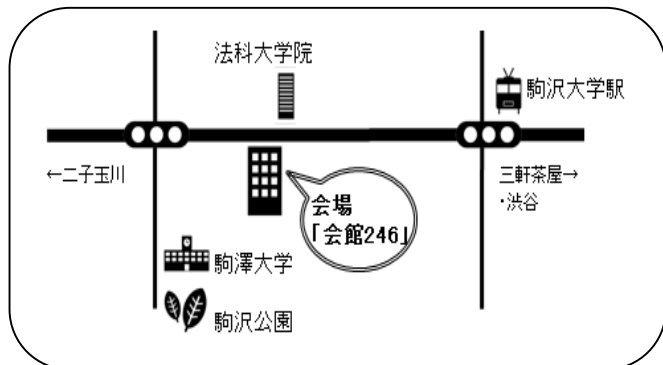 法科大学院
駒沢大学駅
←二子玉川
三軒茶屋→
・渋谷
会場
「会館246」
駒澤大学
駒沢公園